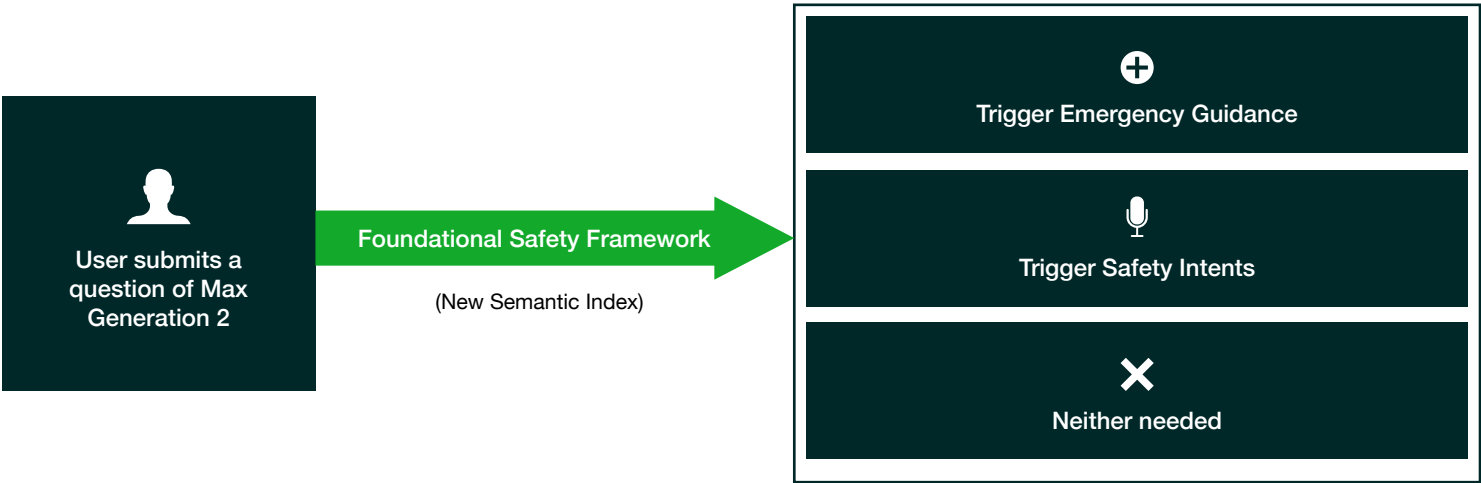 User submits a
question of Max
Generation 2
Foundational Safety Framework
(New Semantic Index)
Trigger Emergency Guidance
Trigger Safety Intents
Neither needed